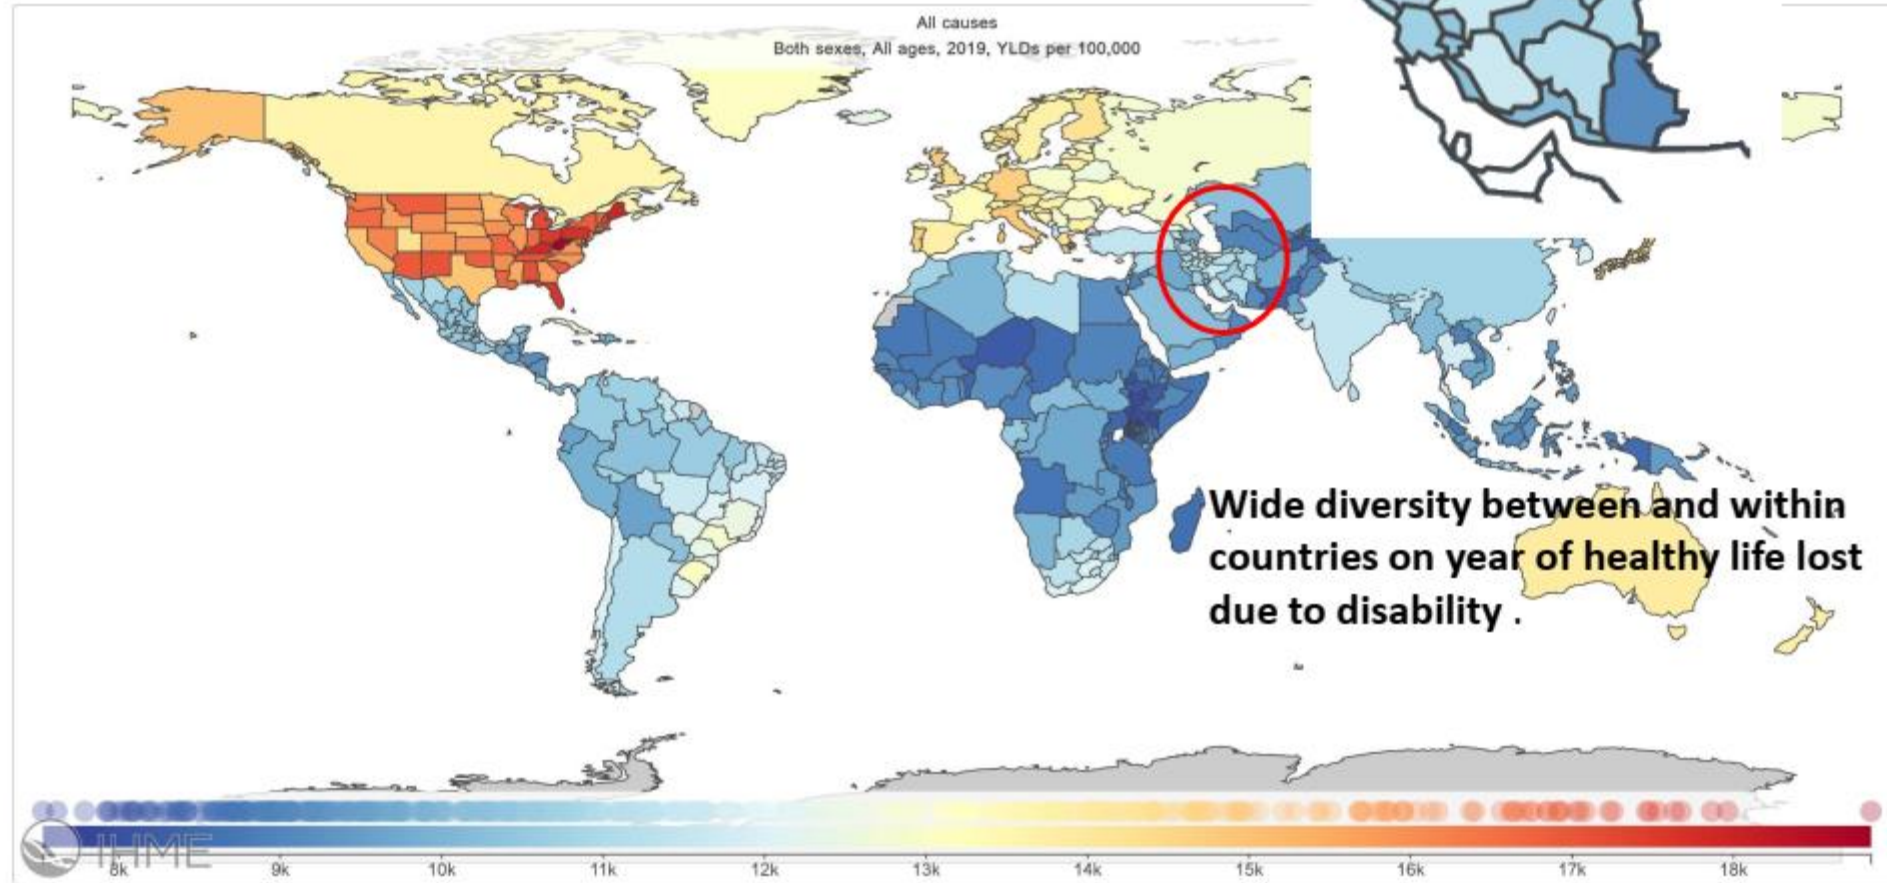 All causes
Both sexes, All ages, 2019, YLDs per 100,000
Wide diversity between and within
countries on year of healthy life lost
due to disability .
IHME
8k 9k 10k 11k 12k 13k 14k 15k 16k 17k 18k